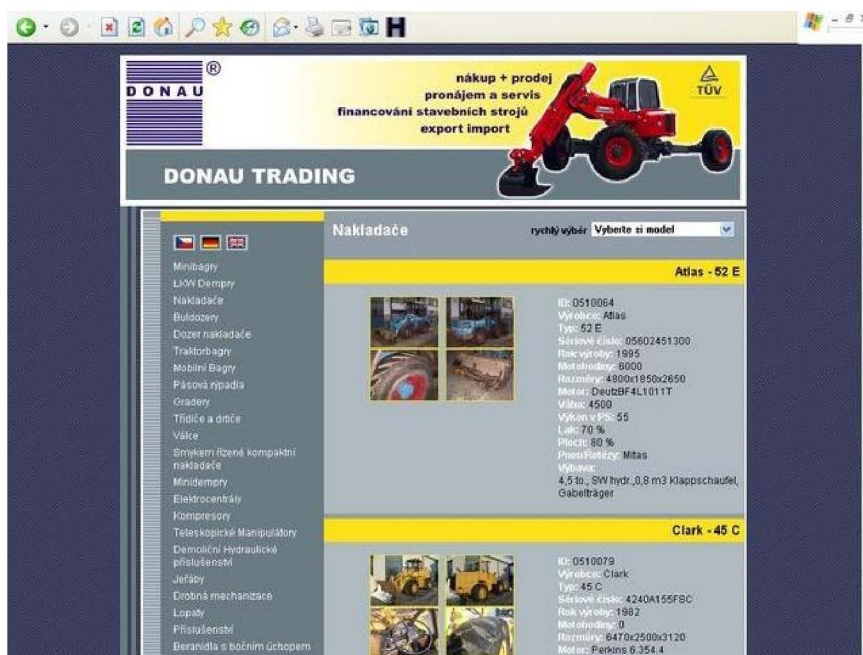 DONAU ®
nákup + prodej
pronájem a servis
financování stavebních strojů
export import
TÜV
DONAU TRADING
Nakladače
rychlý výběr Vyberte si model
Minibagry
LKW Dempry
Nakladače
Buldozery
Dozer nakladače
Traktorbagry
Mobilní Bagry
Pásová rýpadla
Gradery
Třídiče a drtiče
Válce
Smykem řízené kompaktní
nakladače
Minidempry
Elektrocentrály
Kompresory
Teleskopické Manipulátory
Demoliční Hydraulické
příslušenství
Jeřáby
Drobná mechanizace
Lopaty
Příslušenství
Beranidla s bočním úchopem
Atlas - 52 E
ID: 0510064
Výrobce: Atlas
Typ: 52 E
Sériové číslo: 05602451300
Rok výroby: 1995
Motohodiny: 6000
Rozměry: 4800x1850x2650
Motor: DeutzBF4L1011T
Váha: 4500
Výkon v PS: 55
Lak: 70 %
Plech: 80 %
Pneu/Řetězy: Mitas
Výbava:
4,5 to., SW hydr.,0,8 m3 Klappschaufel,
Gabelträger
Clark - 45 C
ID: 0510079
Výrobce: Clark
Typ: 45 C
Sériové číslo: 4240A155FBC
Rok výroby: 1982
Motohodiny: 0
Rozměry: 6470x2500x3120
Motor: Perkins 6.354.4